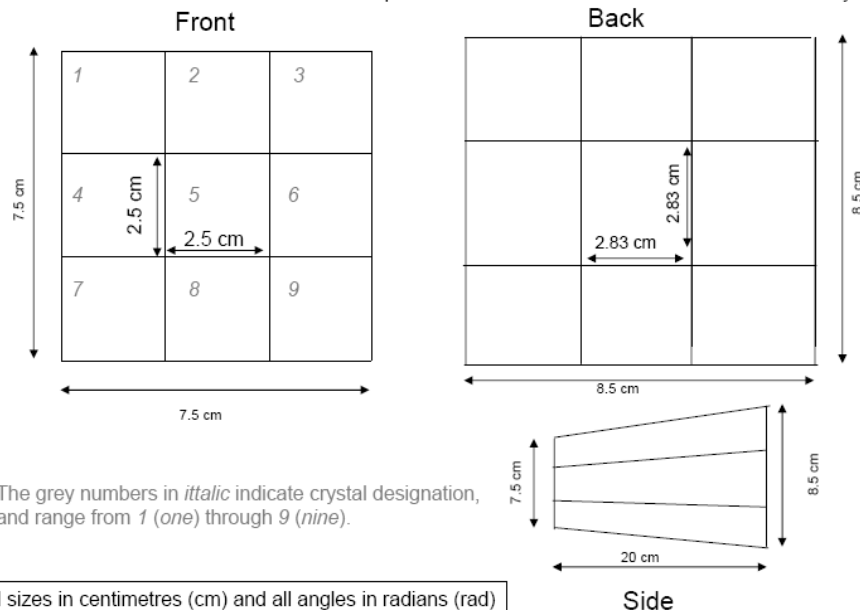 Front
Back
1 2 3
4 5 6
7 8 9
7.5 cm
2.5 cm
2.5 cm
7.5 cm
2.83 cm
2.83 cm
8.5 cm
8.5 cm
The grey numbers in ittalic indicate crystal designation,
and range from 1 (one) through 9 (nine).
7.5 cm
8.5 cm
20 cm
Side
sizes in centimetres (cm) and all angles in radians (rad)